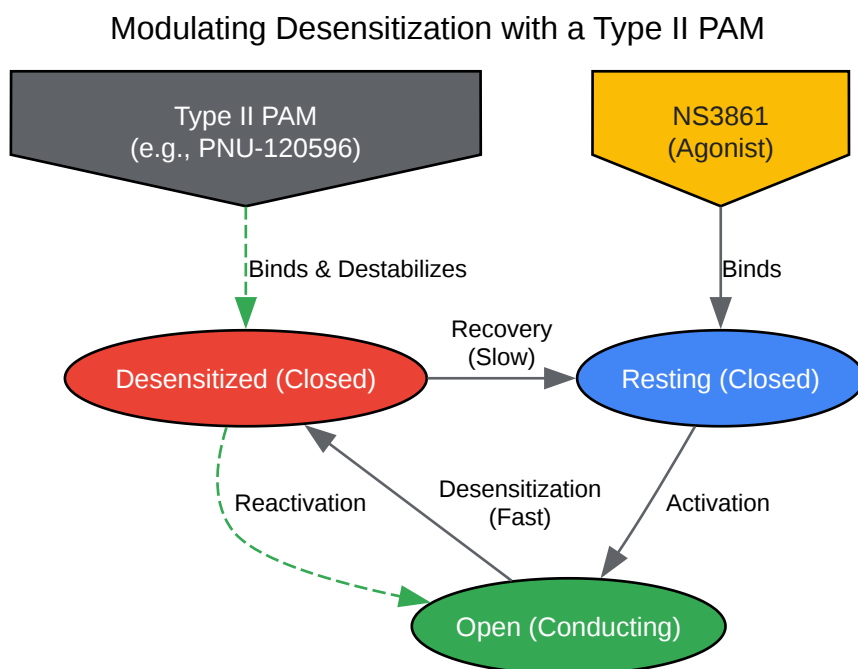 Modulating Desensitization with a Type II PAM
Type II PAM
(e.g., PNU-120596)
NS3861
(Agonist)
Binds & Destabilizes
Binds
Recovery
(Slow)
Desensitized (Closed)
Resting (Closed)
Reactivation
Desensitization
(Fast)
Activation
Open (Conducting)